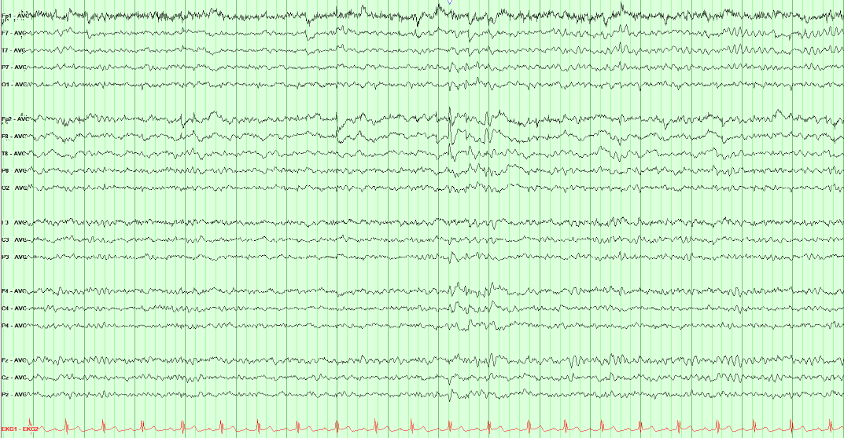 Fp1 - AVG
F7 - AVG
T7 - AVG
P7 - AVG
O1 - AVG
Fp2 - AVG
F8 - AVG
T8 - AVG
P8 - AVG
O2 AVG
F3 AVG
C3 AVG
P3 AVG
F4 - AVG
C4 - AVG
P4 - AVG
Fz - AVG
Cz - AVG
Pz - AVG
EKG1 - EKG2